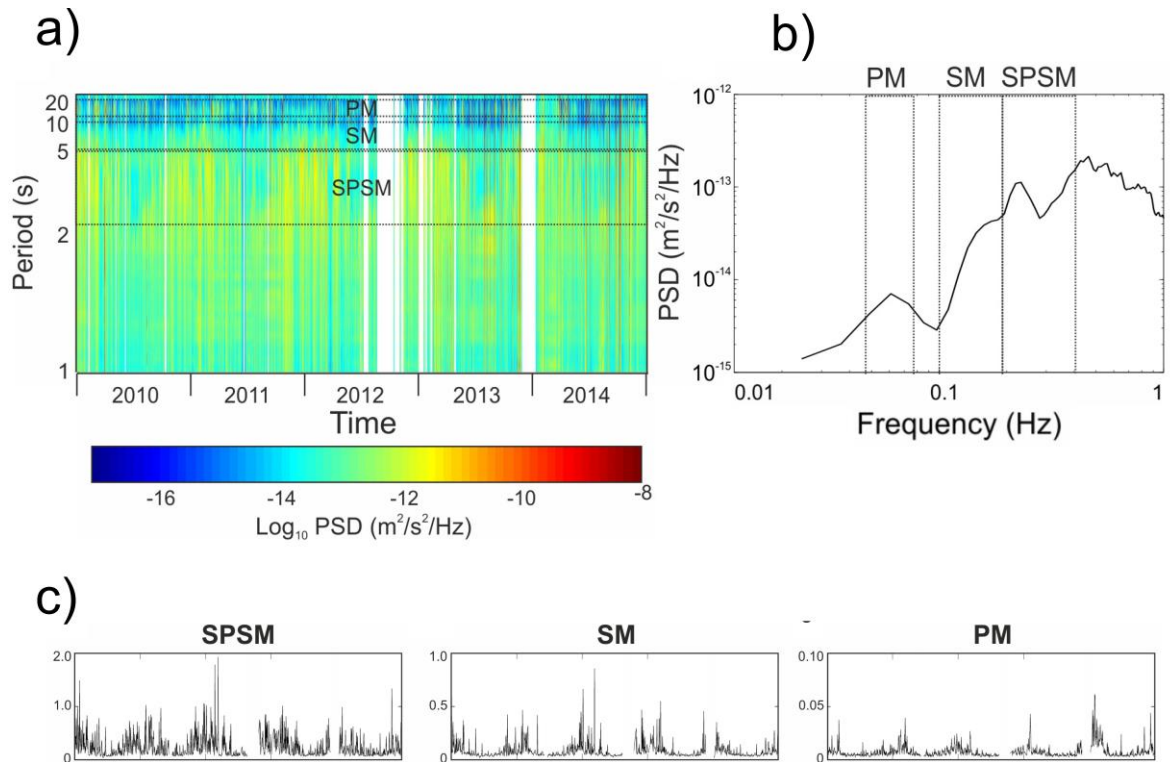 a)
20
10
5
2
1
Period (s)
PM
SM
SPSM
2010 2011 2012 2013 2014
Time
-16 -14 -12 -10 -8
Log₁₀ PSD (m²/s²/Hz)
b)
PM SM SPSM
10⁻¹²
10⁻¹³
10⁻¹⁴
10⁻¹⁵
PSD (m²/s²/Hz)
0.01 0.1 1
Frequency (Hz)
c)
SPSM
2.0
1.0
0
SM
1.0
0.5
0
PM
0.10
0.05
0